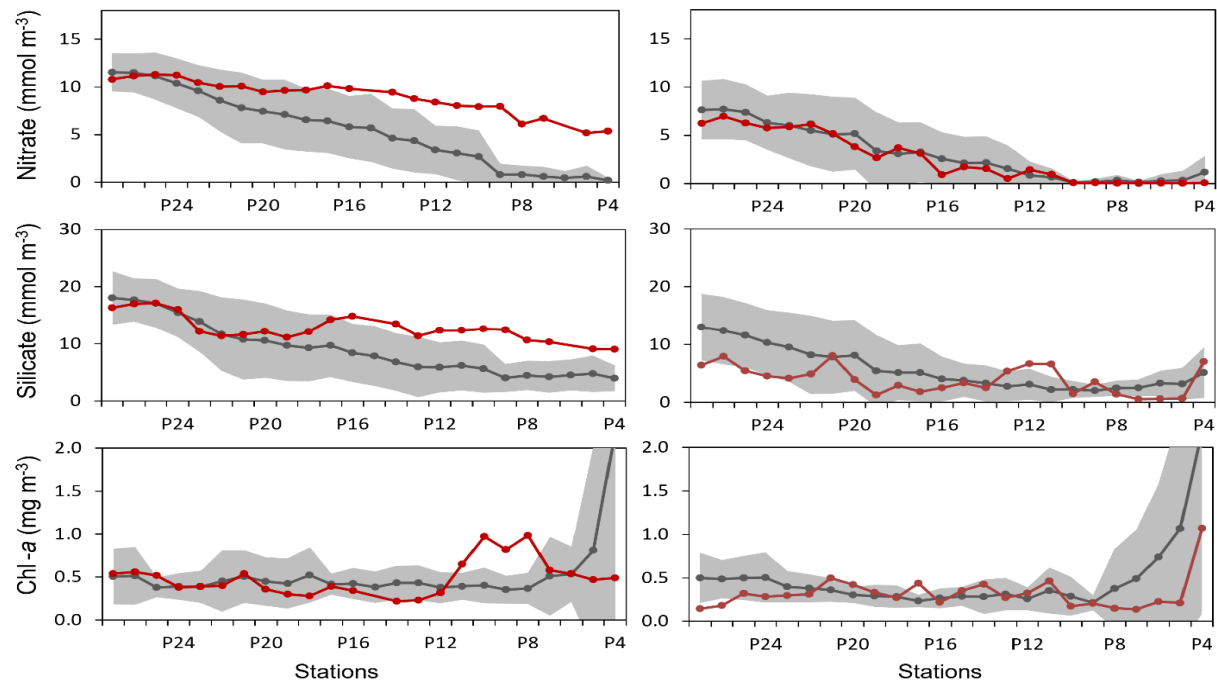 Nitrate (mmol m⁻³)
15
10
5
0
P24 P20 P16 P12 P8 P4
15
10
5
0
P24 P20 P16 P12 P8 P4
Silicate (mmol m⁻³)
30
20
10
0
P24 P20 P16 P12 P8 P4
30
20
10
0
P24 P20 P16 P12 P8 P4
Chl-a (mg m⁻³)
2.0
1.5
1.0
0.5
0.0
P24 P20 P16 P12 P8 P4
Stations
2.0
1.5
1.0
0.5
0.0
P24 P20 P16 P12 P8 P4
Stations